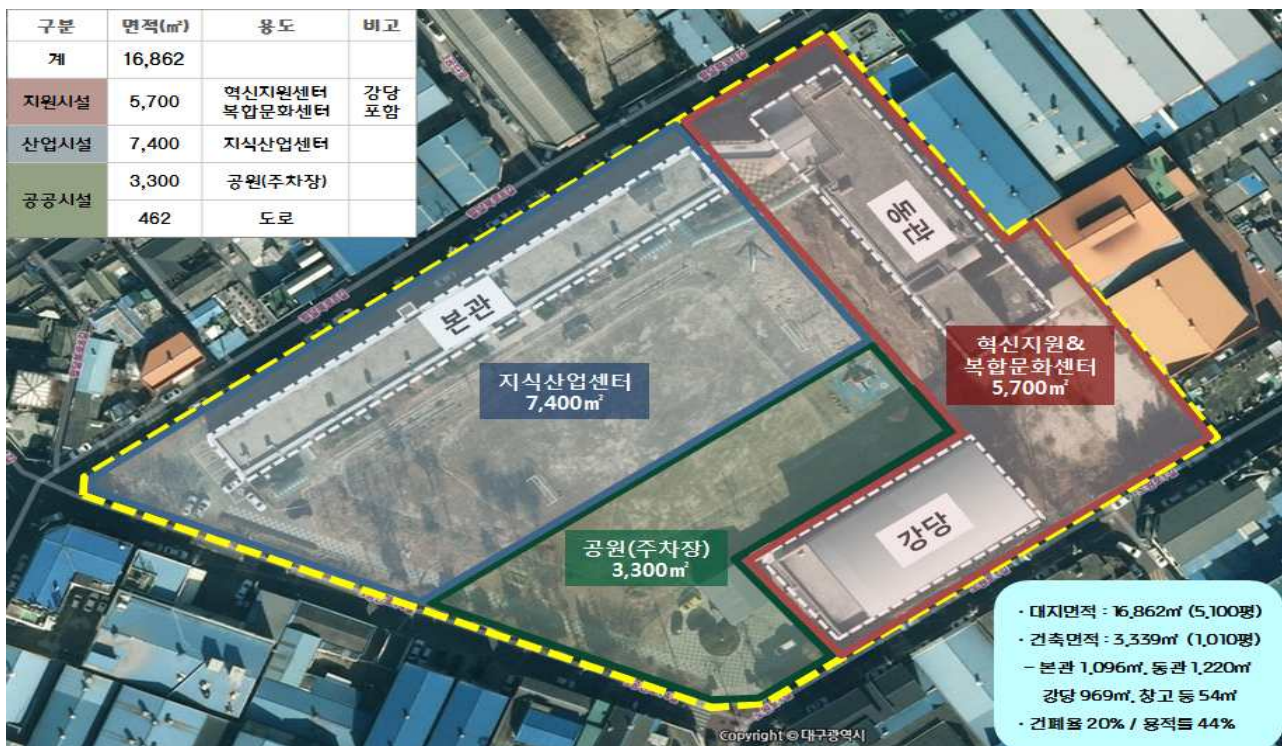 구분 면적(㎡) 용도 비고
계 16,862
지원시설 5,700 혁신지원센터 복합문화센터 강당 포함
산업시설 7,400 지식산업센터
공공시설 3,300 공원(주차장)
462 도로
동관
본관
혁신지원&
복합문화센터
5,700㎡
지식산업센터
7,400㎡
공원(주차장)
3,300㎡
강당
· 대지면적 : 16,862㎡ (5,100평)
· 건축면적 : 3,339㎡ (1,010평)
- 본관 1,096㎡, 동관 1,220㎡
강당 969㎡, 창고 등 54㎡
· 건폐율 20% / 용적률 44%
Copyright © 대구광역시